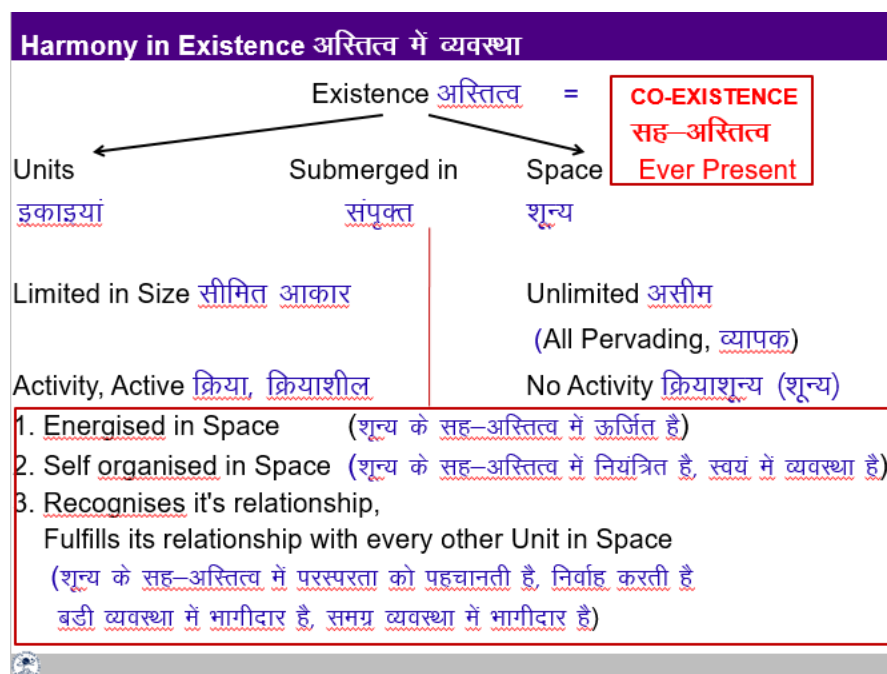 Harmony in Existence अस्तित्व में व्यवस्था
Existence अस्तित्व = CO-EXISTENCE
सह–अस्तित्व
Units Submerged in Space Ever Present
इकाइयां संपृक्त शून्य
Limited in Size सीमित आकार Unlimited असीम
(All Pervading, व्यापक)
Activity, Active क्रिया, क्रियाशील No Activity क्रियाशून्य (शून्य)
1. Energised in Space (शून्य के सह–अस्तित्व में ऊर्जित है)
2. Self organised in Space (शून्य के सह–अस्तित्व में नियंत्रित है, स्वयं में व्यवस्था है)
3. Recognises it's relationship,
Fulfills its relationship with every other Unit in Space
(शून्य के सह–अस्तित्व में परस्परता को पहचानती है, निर्वाह करती है
बडी व्यवस्था में भागीदार है, समग्र व्यवस्था में भागीदार है)